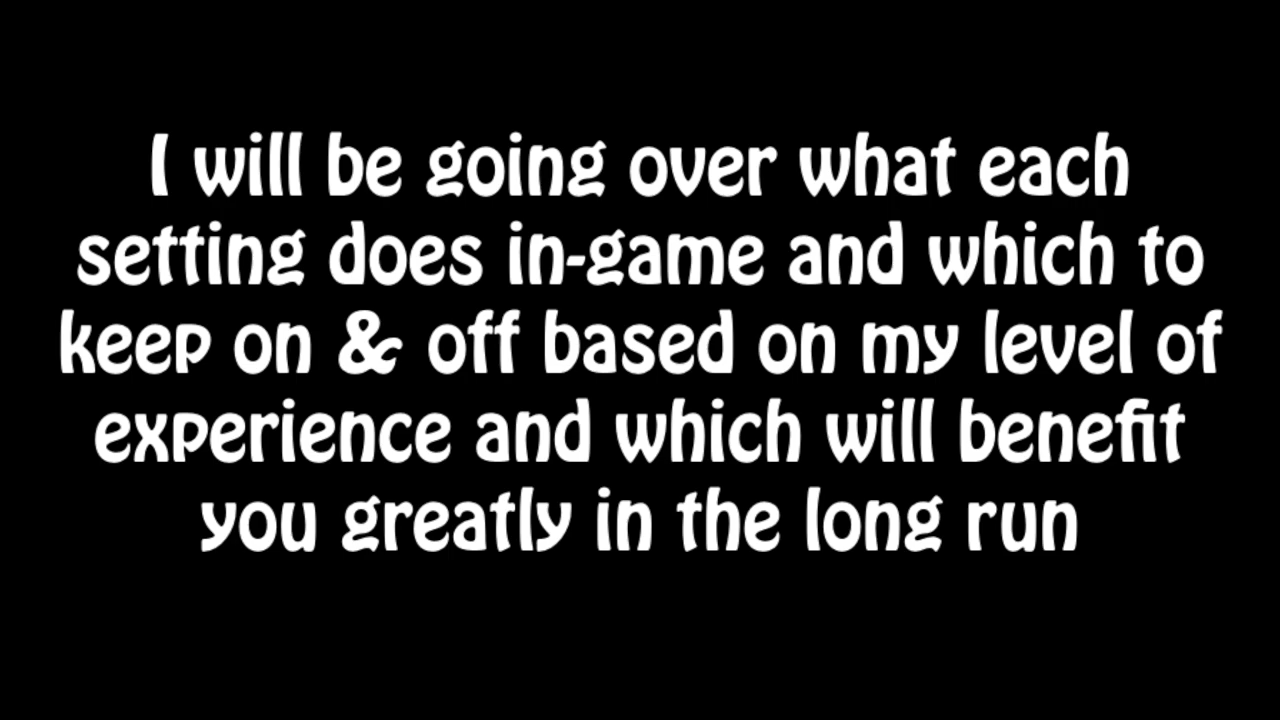 I will be going over what each
setting does in-game and which to
keep on & off based on my level of
experience and which will benefit
you greatly in the long run